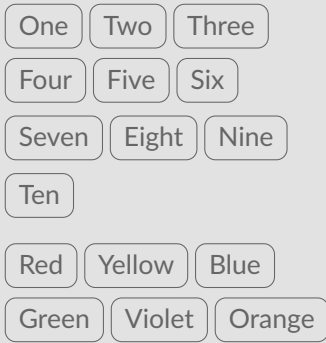 One Two Three
Four Five Six
Seven Eight Nine
Ten
Red Yellow Blue
Green Violet Orange